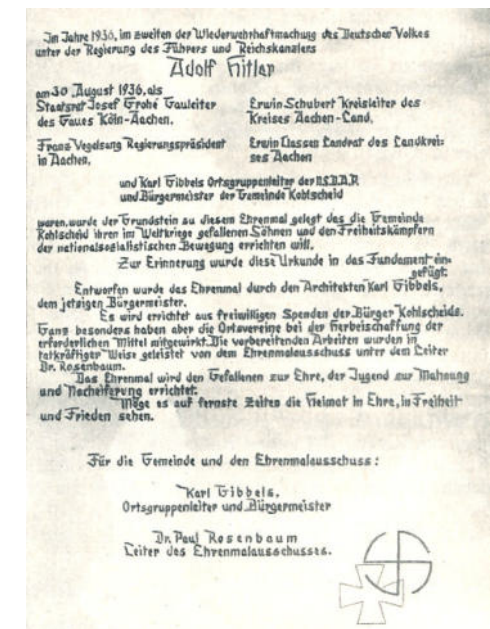 Im Jahre 1936, im zweiten der Wiederwehrhaftmachung des Deutschen Volkes
unter der Regierung des Führers und Reichskanzlers
Adolf Hitler
am 30 August 1936, als
Staatsrat Josef Grohé Gauleiter
des Gaues Köln-Aachen,
Erwin Schubert Kreisleiter des
Kreises Aachen-Land,
Franz Vogelsang Regierungspräsident
in Aachen,
Erwin Classen Landrat des Landkrei=
ses Aachen
und Karl Gibbels Ortsgruppenleiter der N.S.D.A.P.
und Bürgermeister der Gemeinde Kohlscheid
waren, wurde der Grundstein zu diesem Ehrenmal gelegt das die Gemeinde
Kohlscheid ihren im Weltkriege gefallenen Söhnen und den Freiheitskämpfern
der nationalsozialistischen Bewegung errichten will.
Zur Erinnerung wurde diese Urkunde in das Fundament ein=
gefügt.
Entworfen wurde das Ehrenmal durch den Architekten Karl Gibbels,
dem jetzigen Bürgermeister.
Es wird errichtet aus freiwilligen Spenden der Bürger Kohlscheids.
Ganz besonders haben aber die Ortsvereine bei der Herbeischaffung der
erforderlichen Mittel mitgewirkt. Die vorbereitenden Arbeiten wurden in
tatkräftiger Weise geleistet von dem Ehrenmalausschuss unter dem Leiter
Dr. Rosenbaum.
Das Ehrenmal wird den Gefallenen zur Ehre, der Jugend zur Mahnung
und Nacheiferung errichtet.
Möge es auf fernste Zeiten die Heimat in Ehre, in Freiheit
und Frieden sehen.
Für die Gemeinde und den Ehrenmalausschuss :
Karl Gibbels,
Ortsgruppenleiter und Bürgermeister
Dr. Paul Rosenbaum
Leiter des Ehrenmalausschusses.